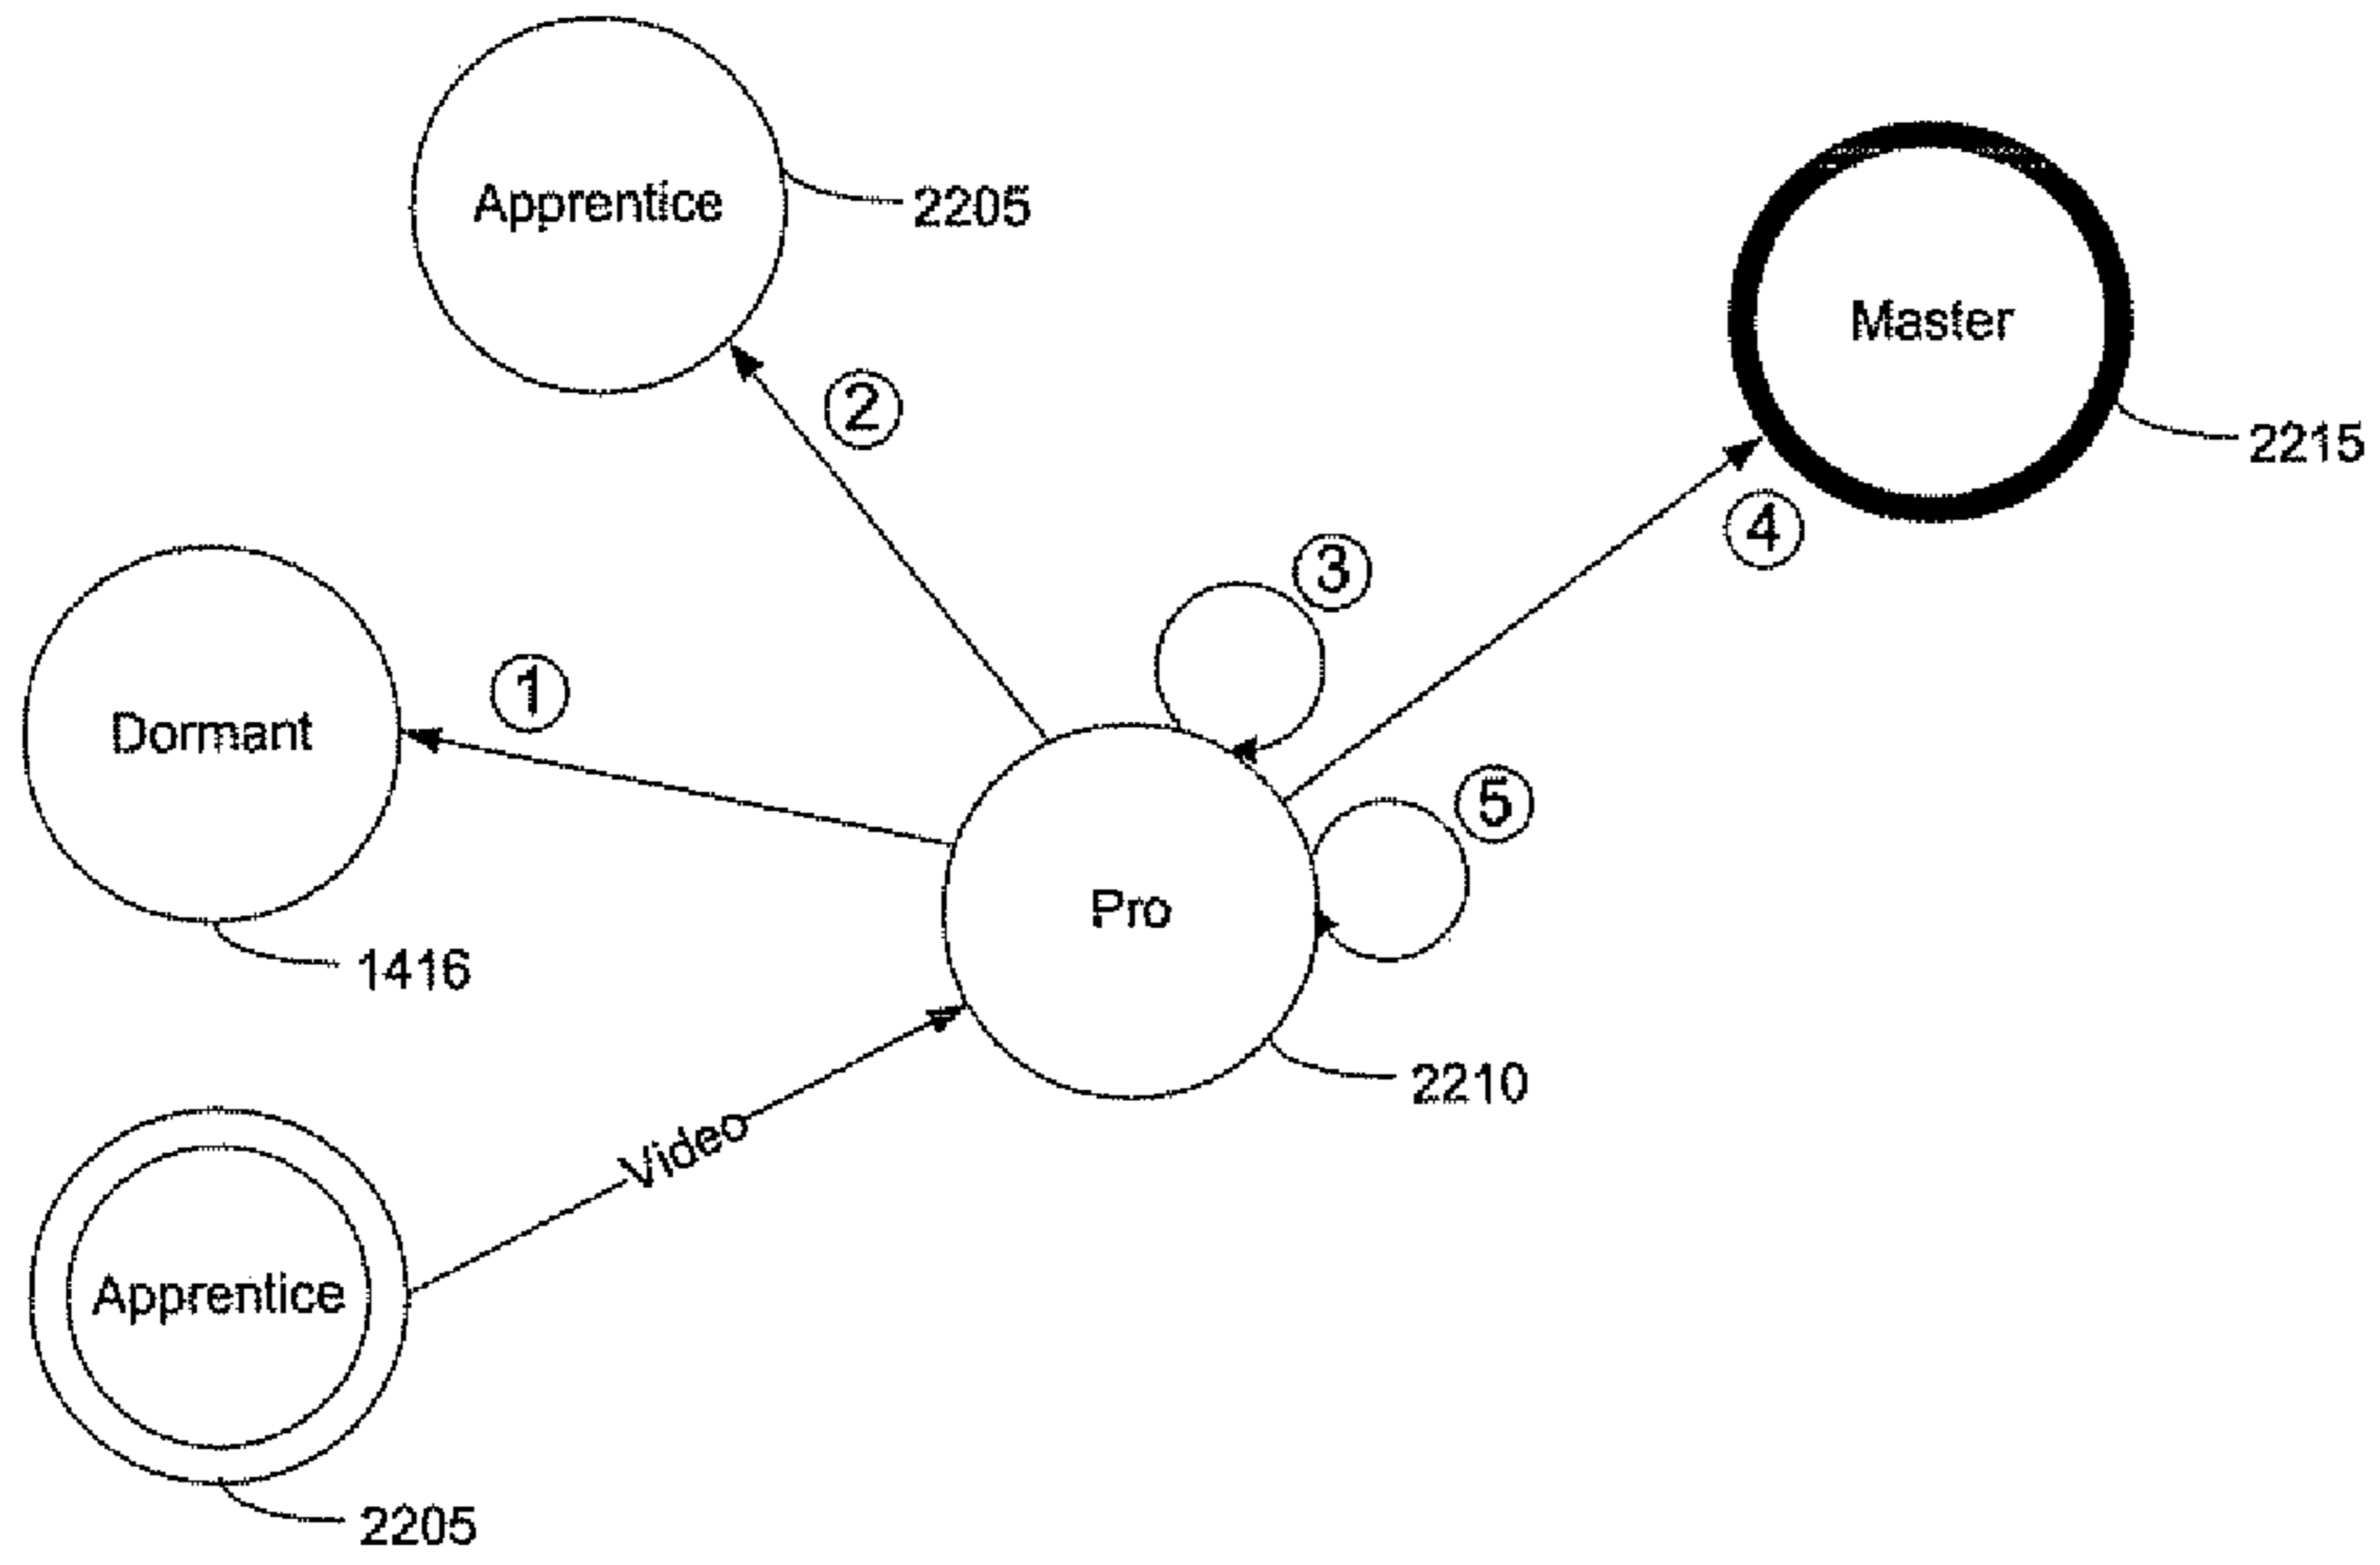 Apprentice
2205
Master
2215
②
④
③
①
Dormant
⑤
Pro
1416
2210
Video
Apprentice
2205